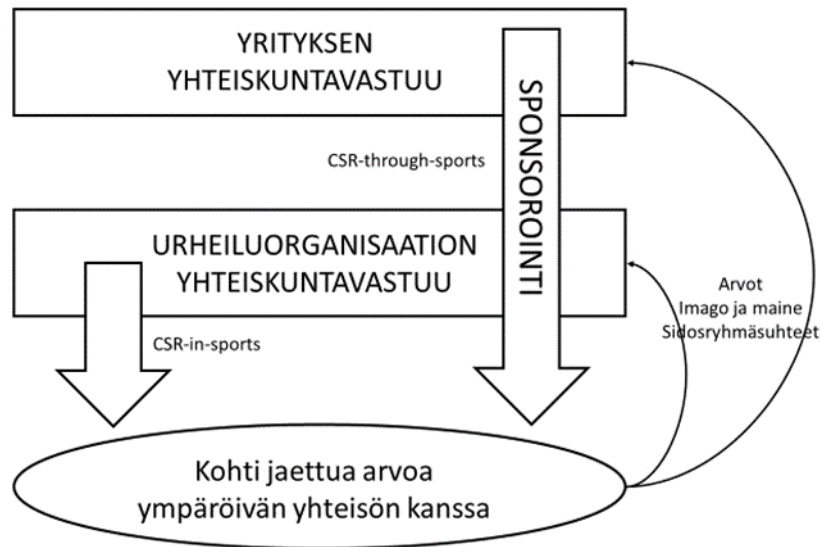 YRITYKSEN
YHTEISKUNTAVASTUU
SPONSOROINTI
CSR-through-sports
URHEILUORGANISAATION
YHTEISKUNTAVASTUU
Arvot
Imago ja maine
Sidosryhmäsuhteet
CSR-in-sports
Kohti jaettua arvoa
ympäröivän yhteisön kanssa